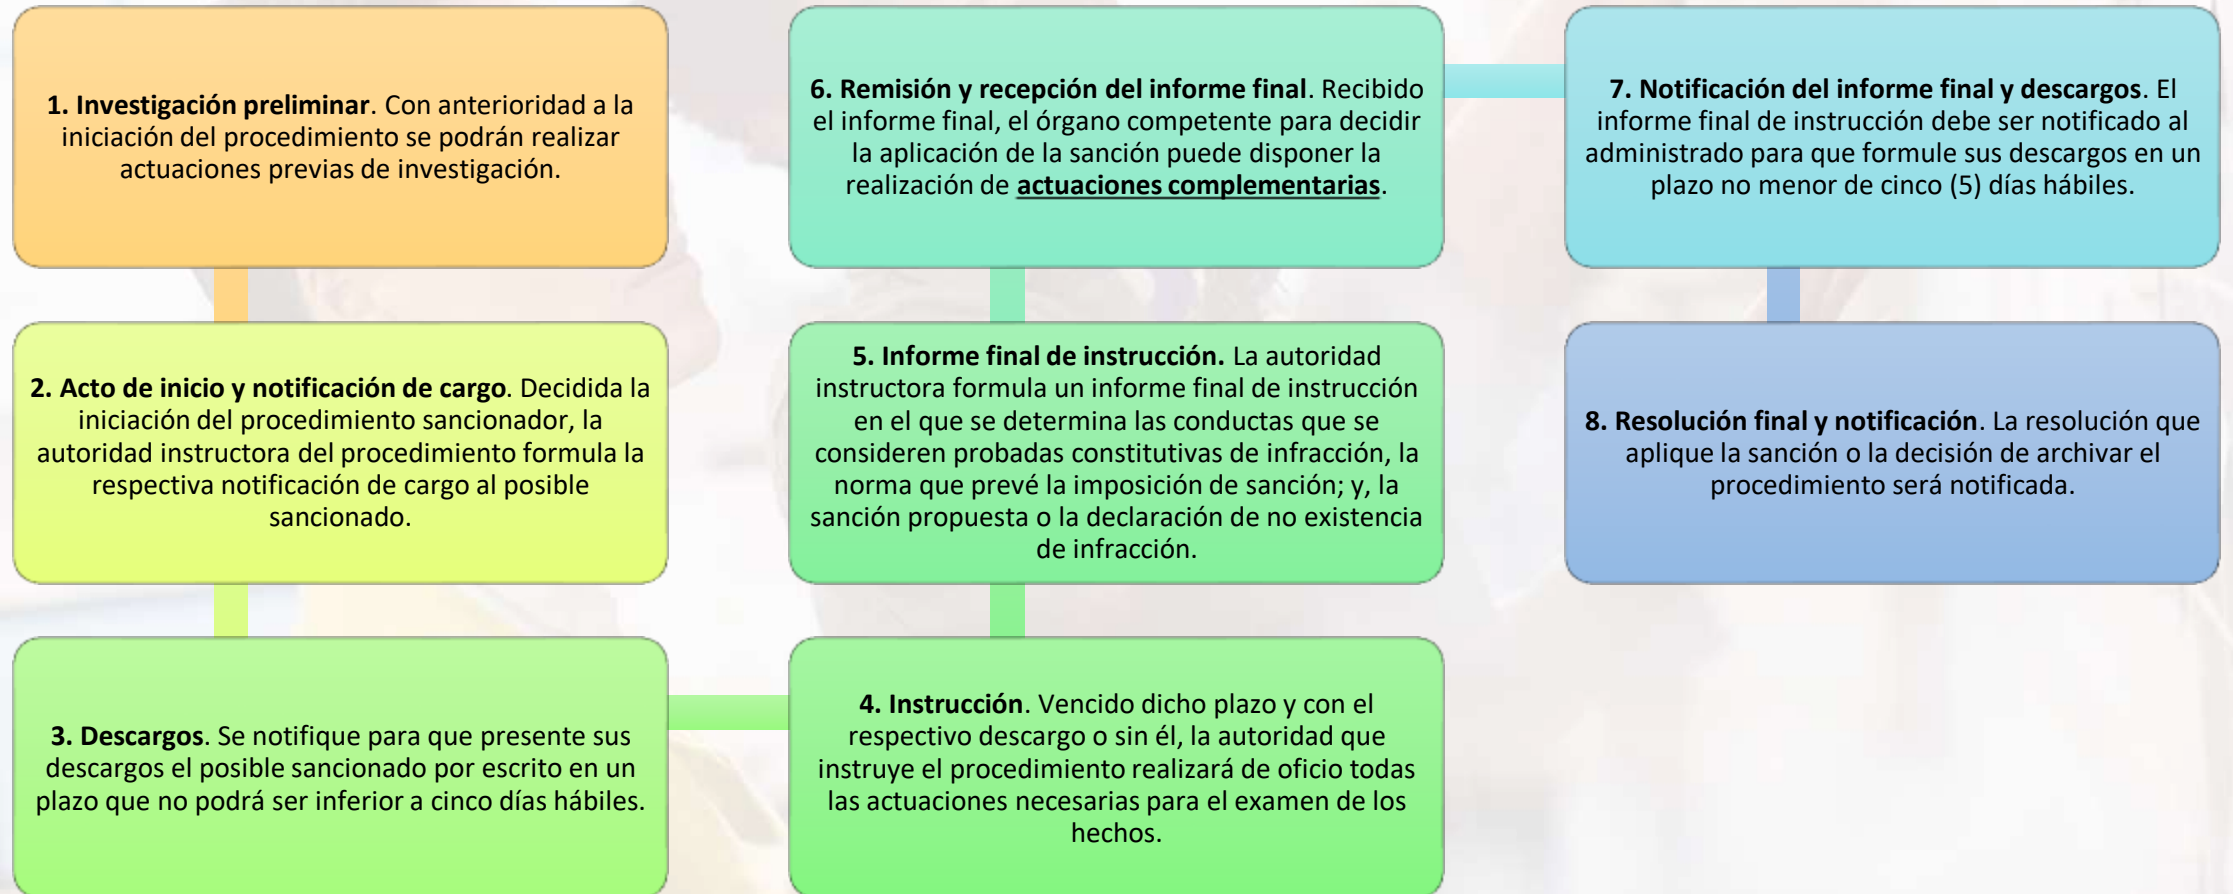 1. Investigación preliminar. Con anterioridad a la
iniciación del procedimiento se podrán realizar
actuaciones previas de investigación.
2. Acto de inicio y notificación de cargo. Decidida la
iniciación del procedimiento sancionador, la
autoridad instructora del procedimiento formula la
respectiva notificación de cargo al posible
sancionado.
3. Descargos. Se notifique para que presente sus
descargos el posible sancionado por escrito en un
plazo que no podrá ser inferior a cinco días hábiles.
4. Instrucción. Vencido dicho plazo y con el
respectivo descargo o sin él, la autoridad que
instruye el procedimiento realizará de oficio todas
las actuaciones necesarias para el examen de los
hechos.
5. Informe final de instrucción. La autoridad
instructora formula un informe final de instrucción
en el que se determina las conductas que se
consideren probadas constitutivas de infracción, la
norma que prevé la imposición de sanción; y, la
sanción propuesta o la declaración de no existencia
de infracción.
6. Remisión y recepción del informe final. Recibido
el informe final, el órgano competente para decidir
la aplicación de la sanción puede disponer la
realización de actuaciones complementarias.
7. Notificación del informe final y descargos. El
informe final de instrucción debe ser notificado al
administrado para que formule sus descargos en un
plazo no menor de cinco (5) días hábiles.
8. Resolución final y notificación. La resolución que
aplique la sanción o la decisión de archivar el
procedimiento será notificada.